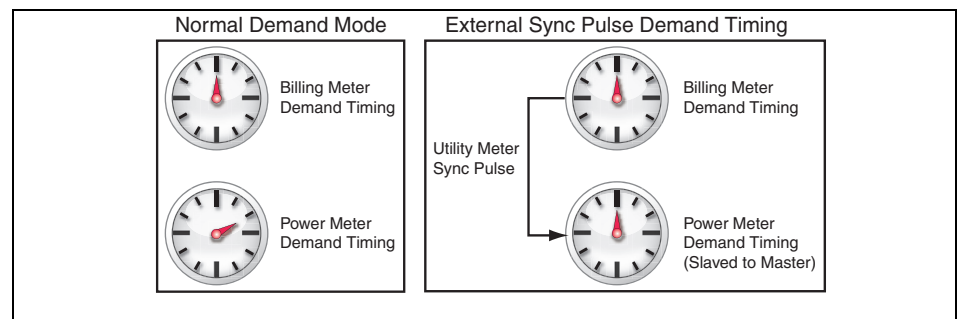 Normal Demand Mode
Billing Meter
Demand Timing
Power Meter
Demand Timing
External Sync Pulse Demand Timing
Billing Meter
Demand Timing
Utility Meter
Sync Pulse
Power Meter
Demand Timing
(Slaved to Master)